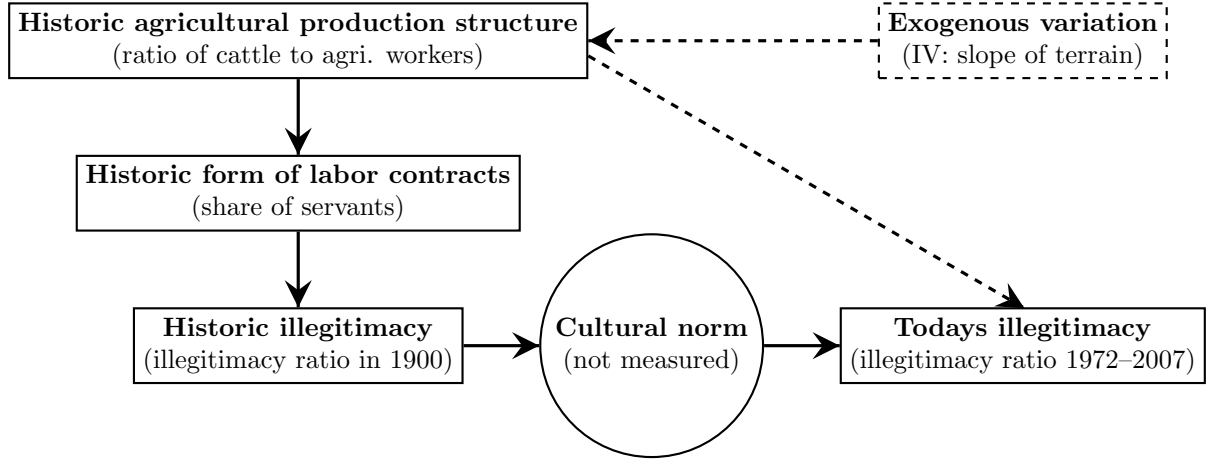 Historic agricultural production structure
(ratio of cattle to agri. workers)
Exogenous variation
(IV: slope of terrain)
Historic form of labor contracts
(share of servants)
Historic illegitimacy
(illegitimacy ratio in 1900)
Cultural norm
(not measured)
Todays illegitimacy
(illegitimacy ratio 1972–2007)